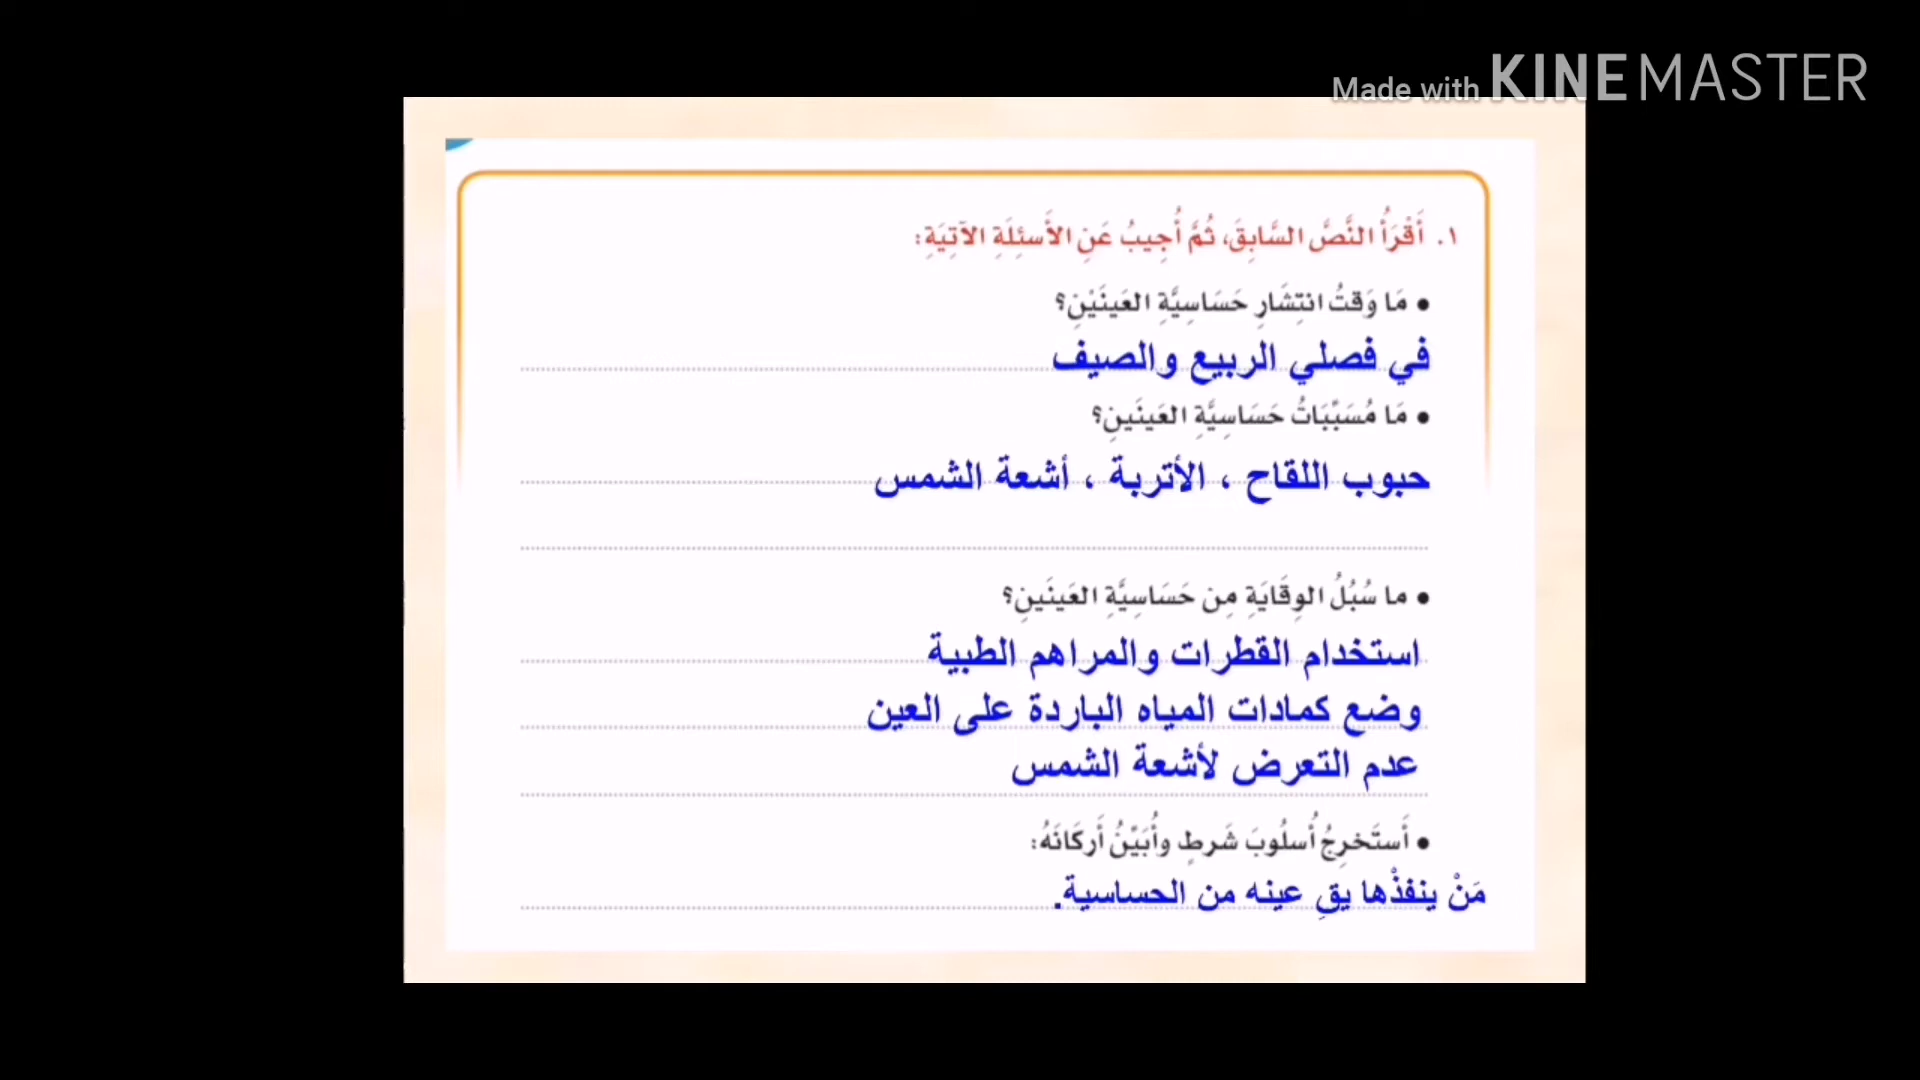 Made with KINEMASTER
١. أَقْرَأُ النَّصَّ السَّابِقَ، ثُمَّ أُجِيبُ عَنِ الأَسئِلَةِ الآتِيَةِ:
• مَا وَقتُ انتِشَارِ حَسَاسِيَّةِ العَينَيْنِ؟
في فصلي الربيع والصيف
• مَا مُسَبِّبَاتُ حَسَاسِيَّةِ العَينَينِ؟
حبوب اللقاح ، الأتربة ، أشعة الشمس
• ما سُبُلُ الوِقَايَةِ مِن حَسَاسِيَّةِ العَينَينِ؟
استخدام القطرات والمراهم الطبية
وضع كمادات المياه الباردة على العين
عدم التعرض لأشعة الشمس
• أَستَخرِجُ أُسلُوبَ شَرطٍ وأُبَيِّنُ أَركَانَهُ:
مَنْ ينفذْها يقِ عينه من الحساسية.